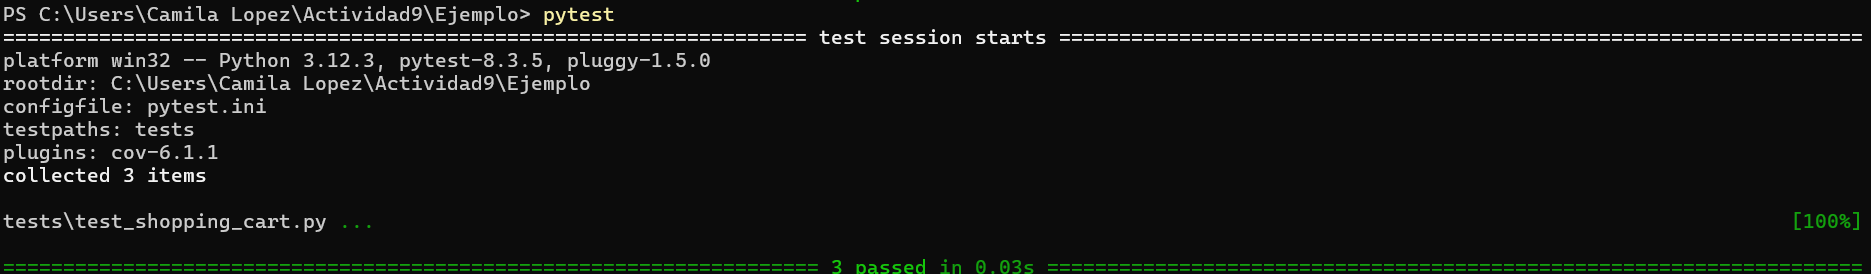 PS C:\Users\Camila Lopez\Actividad9\Ejemplo> pytest
=================================================================== test session starts ===================================================================
platform win32 -- Python 3.12.3, pytest-8.3.5, pluggy-1.5.0
rootdir: C:\Users\Camila Lopez\Actividad9\Ejemplo
configfile: pytest.ini
testpaths: tests
plugins: cov-6.1.1
collected 3 items
tests\test_shopping_cart.py ... [100%]
==================================================================== 3 passed in 0.03s ====================================================================